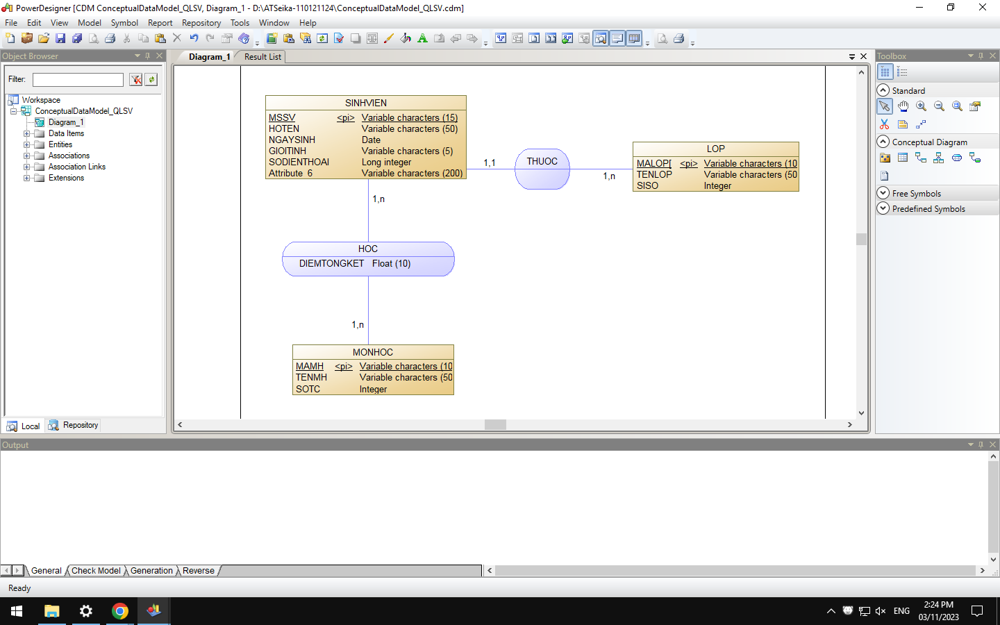 PowerDesigner [CDM ConceptualDataModel_QLSV, Diagram_1 - D:\ATSeika-110121124\ConceptualDataModel_QLSV.cdm]
File Edit View Model Symbol Report Repository Tools Window Help
Object Browser
Filter:
Workspace
ConceptualDataModel_QLSV
Diagram_1
Data Items
Entities
Associations
Association Links
Extensions
Local Repository
Diagram_1 Result List
SINHVIEN
MSSV <pi> Variable characters (15)
HOTEN Variable characters (50)
NGAYSINH Date
GIOITINH Variable characters (5)
SODIENTHOAI Long integer
Attribute_6 Variable characters (200)
1,1
THUOC
1,n
LOP
MALOP[ <pi> Variable characters (10
TENLOP Variable characters (50
SISO Integer
1,n
HOC
DIEMTONGKET Float (10)
1,n
MONHOC
MAMH <pi> Variable characters (10
TENMH Variable characters (50
SOTC Integer
Toolbox
Standard
Conceptual Diagram
Free Symbols
Predefined Symbols
Output
General Check Model Generation Reverse
Ready
ENG
2:24 PM
03/11/2023